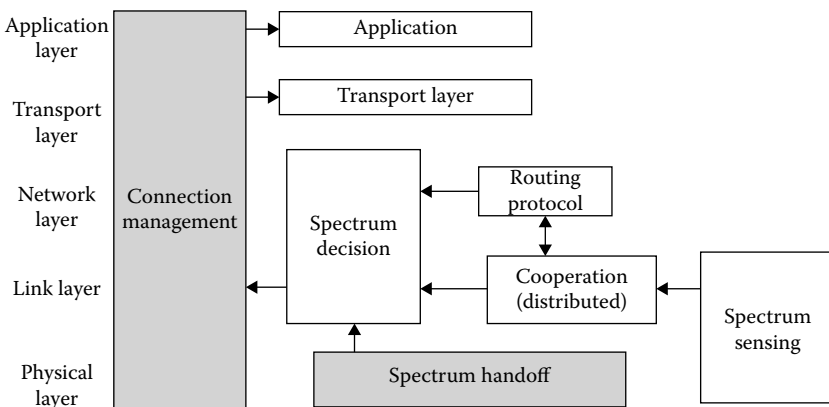 Application
layer
Transport
layer
Network
layer
Link layer
Physical
layer
Connection
management
Application
Transport layer
Spectrum
decision
Routing
protocol
Cooperation
(distributed)
Spectrum
sensing
Spectrum handoff